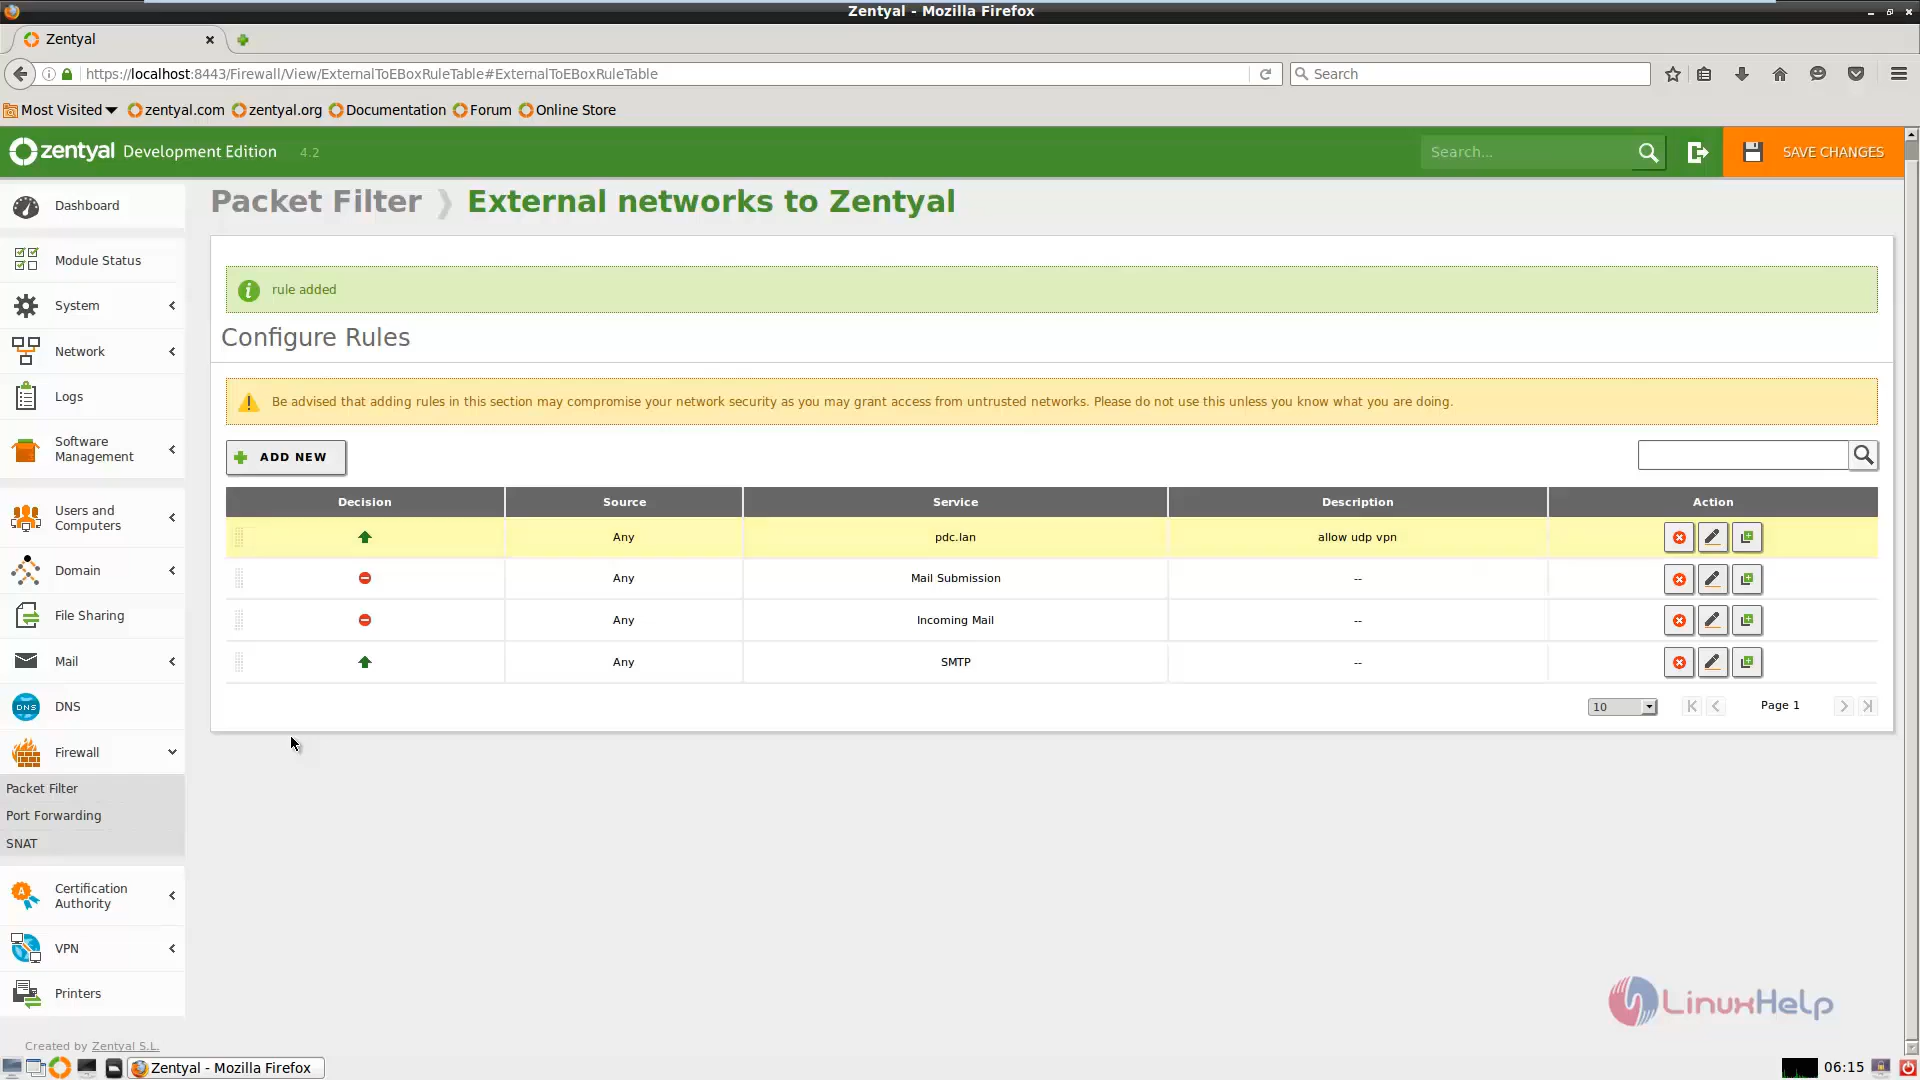 Zentyal - Mozilla Firefox
Zentyal
https://localhost:8443/Firewall/View/ExternalToEBoxRuleTable#ExternalToEBoxRuleTable
Search
Most Visited
zentyal.com
zentyal.org
Documentation
Forum
Online Store
zentyal Development Edition 4.2
Search...
SAVE CHANGES
Dashboard
Module Status
System
Network
Logs
Software
Management
Users and
Computers
Domain
File Sharing
Mail
DNS
DNS
Firewall
Packet Filter
Port Forwarding
SNAT
Certification
Authority
VPN
Printers
Created by Zentyal S.L.
Packet Filter ❯ External networks to Zentyal
rule added
Configure Rules
Be advised that adding rules in this section may compromise your network security as you may grant access from untrusted networks. Please do not use this unless you know what you are doing.
ADD NEW
Decision Source Service Description Action
Any pdc.lan allow udp vpn
Any Mail Submission --
Any Incoming Mail --
Any SMTP --
10 Page 1
LinuxHelp
Zentyal - Mozilla Firefox
06:15